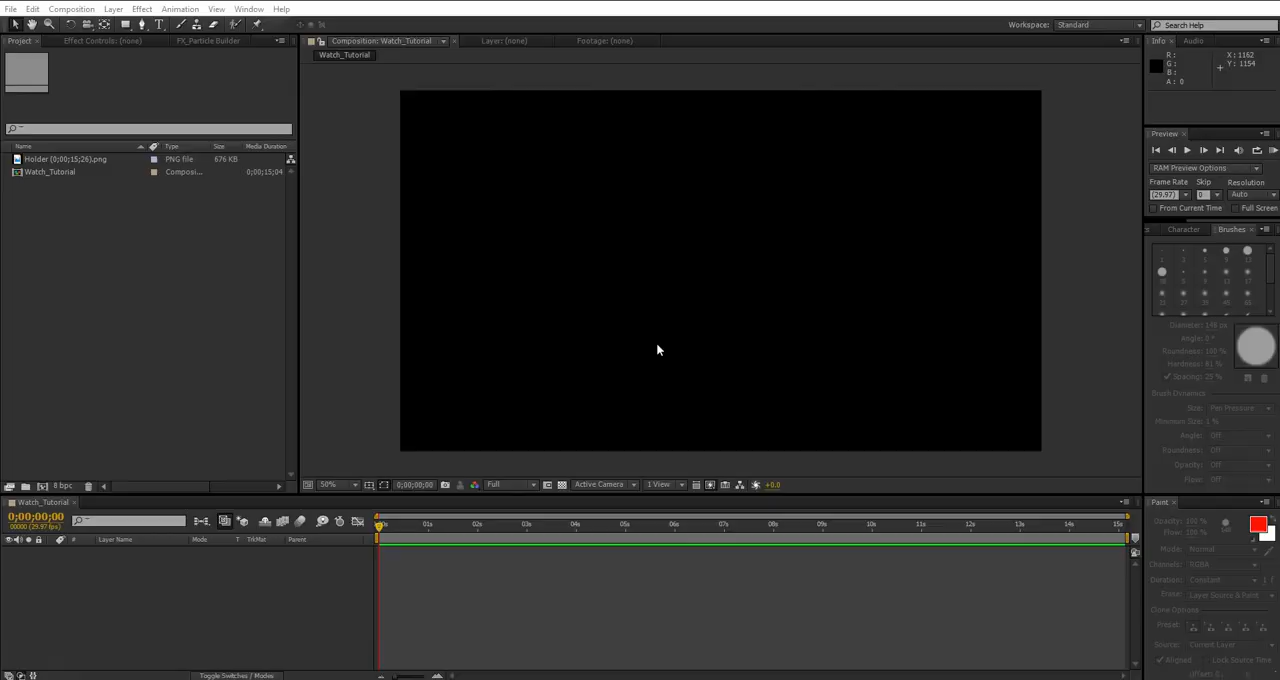 File Edit Composition Layer Effect Animation View Window Help
Workspace: Standard Search Help
Project Effect Controls: (none) FX_Particle Builder
Composition: Watch_Tutorial Layer: (none) Footage: (none)
Info Audio
Watch_Tutorial
R : X : 1162
G : Y : 1154
B :
A : 0
Name Type Size Media Duration
Holder (0;00;15;26).png PNG file 676 KB
Watch_Tutorial Composi... 0;00;15;04
Preview
RAM Preview Options
Frame Rate Skip Resolution
(29.97) 0 Auto
From Current Time Full Screen
Character Brushes
Diameter: 148 px
Angle: 0 °
Roundness: 100 %
Hardness: 81 %
Spacing: 25 %
Brush Dynamics
Size: Pen Pressure
Minimum Size: 1 %
Angle: Off
Roundness: Off
Opacity: Off
Flow: Off
8 bpc
50% 0;00;00;00 Full Active Camera 1 View +0.0
Watch_Tutorial
0;00;00;00
00000 (29.97 fps)
01s 02s 03s 04s 05s 06s 07s 08s 09s 10s 11s 12s 13s 14s 15s
# Layer Name Mode T TrkMat Parent
Toggle Switches / Modes
Paint
Opacity: 100 %
Flow: 100 %
Mode: Normal
Channels: RGBA
Duration: Constant
Erase: Layer Source & Paint
Clone Options
Preset:
Source: Current Layer
Aligned Lock Source Time